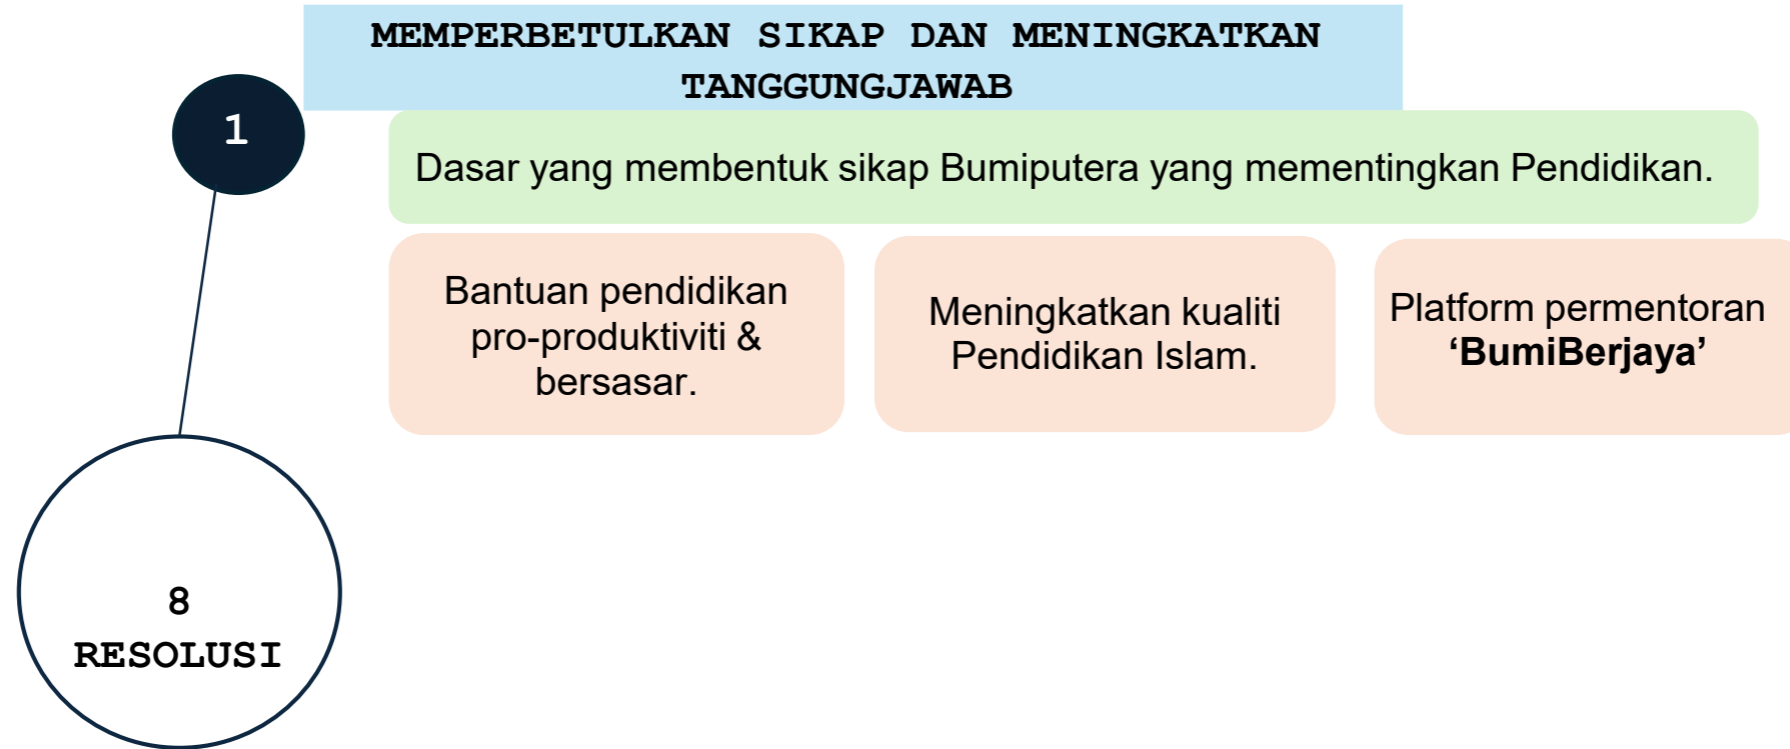 MEMPERBETULKAN SIKAP DAN MENINGKATKAN
TANGGUNGJAWAB
1
Dasar yang membentuk sikap Bumiputera yang mementingkan Pendidikan.
Bantuan pendidikan
pro-produktiviti &
bersasar.
Meningkatkan kualiti
Pendidikan Islam.
Platform permentoran
‘BumiBerjaya’
8
RESOLUSI